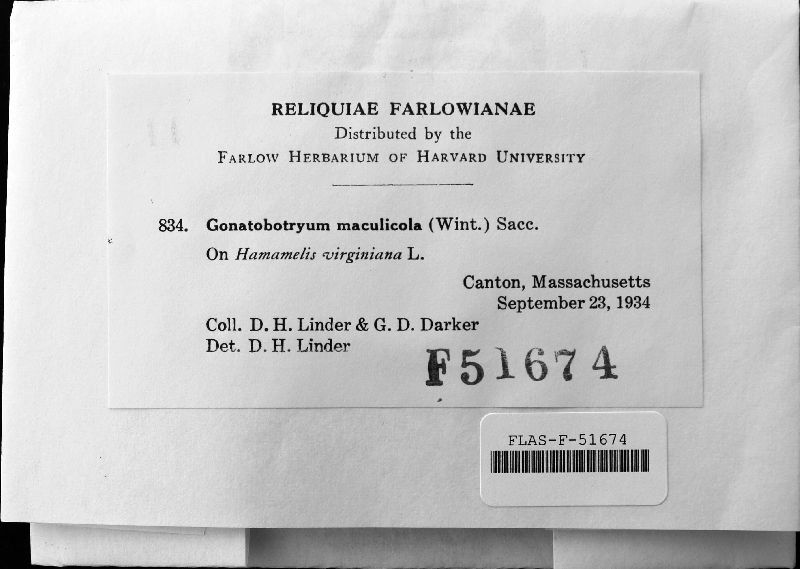 RELIQUIAE FARLOWIANAE
Distributed by the
FARLOW HERBARIUM OF HARVARD UNIVERSITY
834. Gonatobotryum maculicola (Wint.) Sacc.
On Hamamelis virginiana L.
Canton, Massachusetts
September 23, 1934
Coll. D. H. Linder & G. D. Darker
Det. D. H. Linder
F51674
FLAS-F-51674